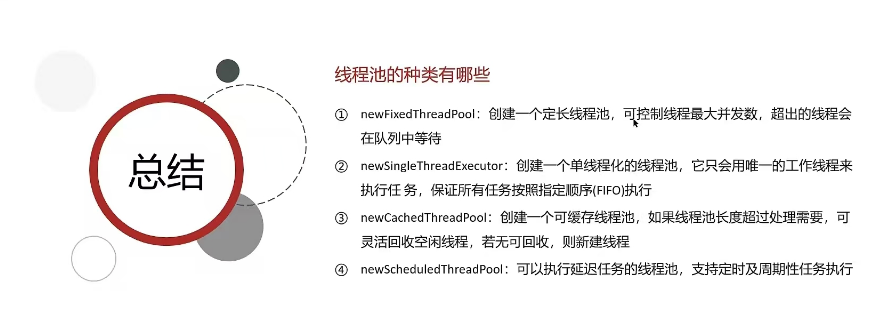 总结
线程池的种类有哪些
① newFixedThreadPool：创建一个定长线程池，可控制线程最大并发数，超出的线程会
在队列中等待
② newSingleThreadExecutor：创建一个单线程化的线程池，它只会用唯一的工作线程来
执行任 务，保证所有任务按照指定顺序(FIFO)执行
③ newCachedThreadPool：创建一个可缓存线程池，如果线程池长度超过处理需要，可
灵活回收空闲线程，若无可回收，则新建线程
④ newScheduledThreadPool：可以执行延迟任务的线程池，支持定时及周期性任务执行